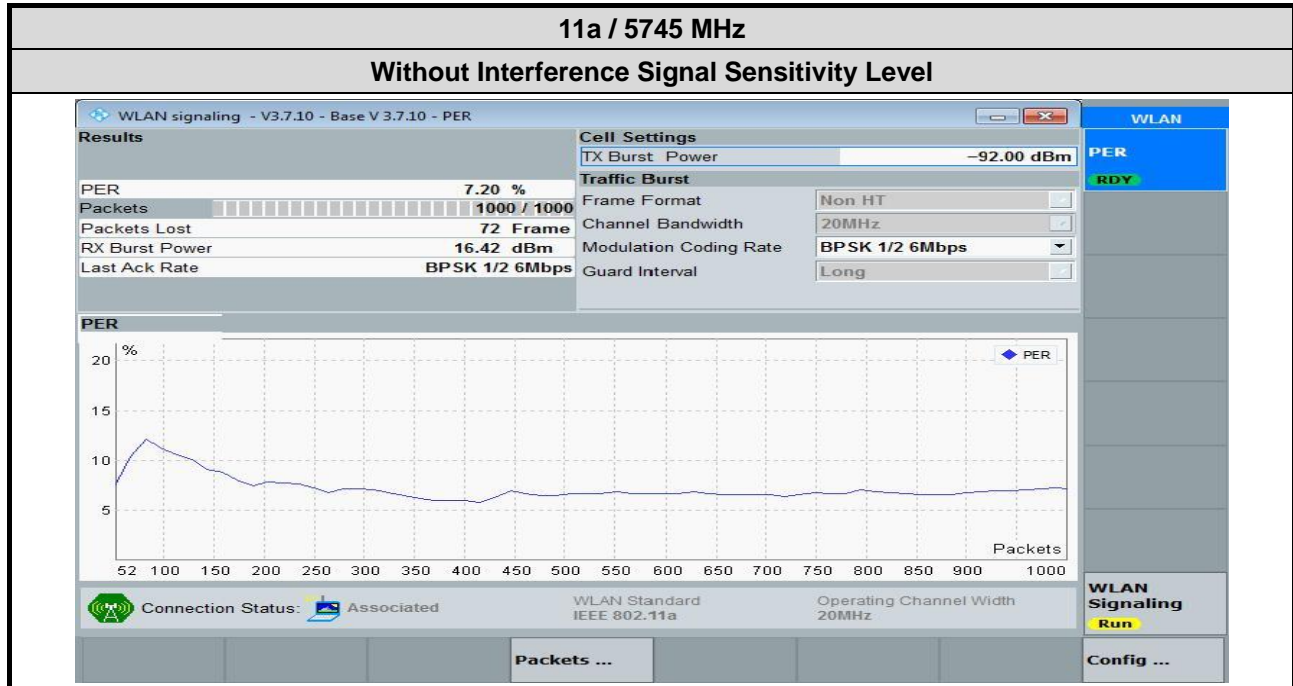 11a / 5745 MHz
Without Interference Signal Sensitivity Level
WLAN signaling - V3.7.10 - Base V 3.7.10 - PER
WLAN
Results
Cell Settings
TX Burst Power −92.00 dBm
PER
RDY
Traffic Burst
PER 7.20 %
Packets 1000 / 1000
Packets Lost 72 Frame
RX Burst Power 16.42 dBm
Last Ack Rate BPSK 1/2 6Mbps
Frame Format Non HT
Channel Bandwidth 20MHz
Modulation Coding Rate BPSK 1/2 6Mbps
Guard Interval Long
PER
%
PER
20
15
10
5
Packets
52 100 150 200 250 300 350 400 450 500 550 600 650 700 750 800 850 900 1000
Connection Status: Associated
WLAN Standard
IEEE 802.11a
Operating Channel Width
20MHz
WLAN
Signaling
Run
Packets ...
Config ...